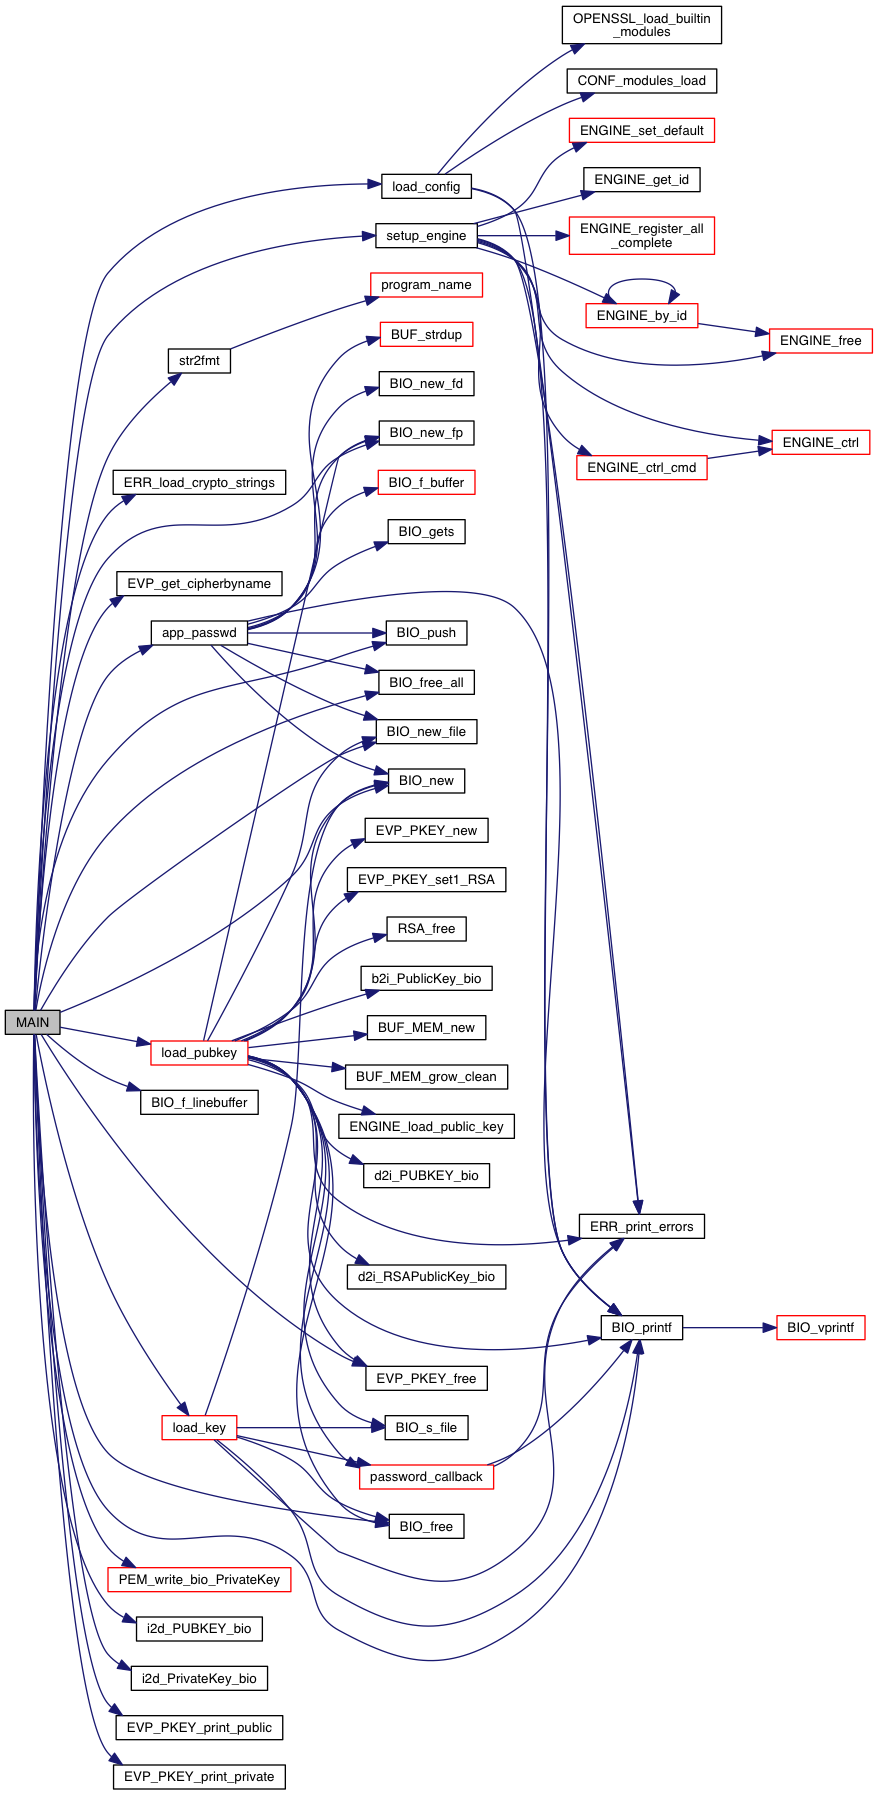 OPENSSL_load_builtin
_modules
CONF_modules_load
ENGINE_set_default
load_config
ENGINE_get_id
setup_engine
ENGINE_register_all
_complete
program_name
ENGINE_by_id
BUF_strdup
ENGINE_free
str2fmt
BIO_new_fd
BIO_new_fp
ENGINE_ctrl
ENGINE_ctrl_cmd
ERR_load_crypto_strings
BIO_f_buffer
BIO_gets
EVP_get_cipherbyname
app_passwd
BIO_push
BIO_free_all
BIO_new_file
BIO_new
EVP_PKEY_new
EVP_PKEY_set1_RSA
RSA_free
b2i_PublicKey_bio
MAIN
BUF_MEM_new
load_pubkey
BUF_MEM_grow_clean
BIO_f_linebuffer
ENGINE_load_public_key
d2i_PUBKEY_bio
ERR_print_errors
d2i_RSAPublicKey_bio
BIO_printf
BIO_vprintf
EVP_PKEY_free
load_key
BIO_s_file
password_callback
BIO_free
PEM_write_bio_PrivateKey
i2d_PUBKEY_bio
i2d_PrivateKey_bio
EVP_PKEY_print_public
EVP_PKEY_print_private